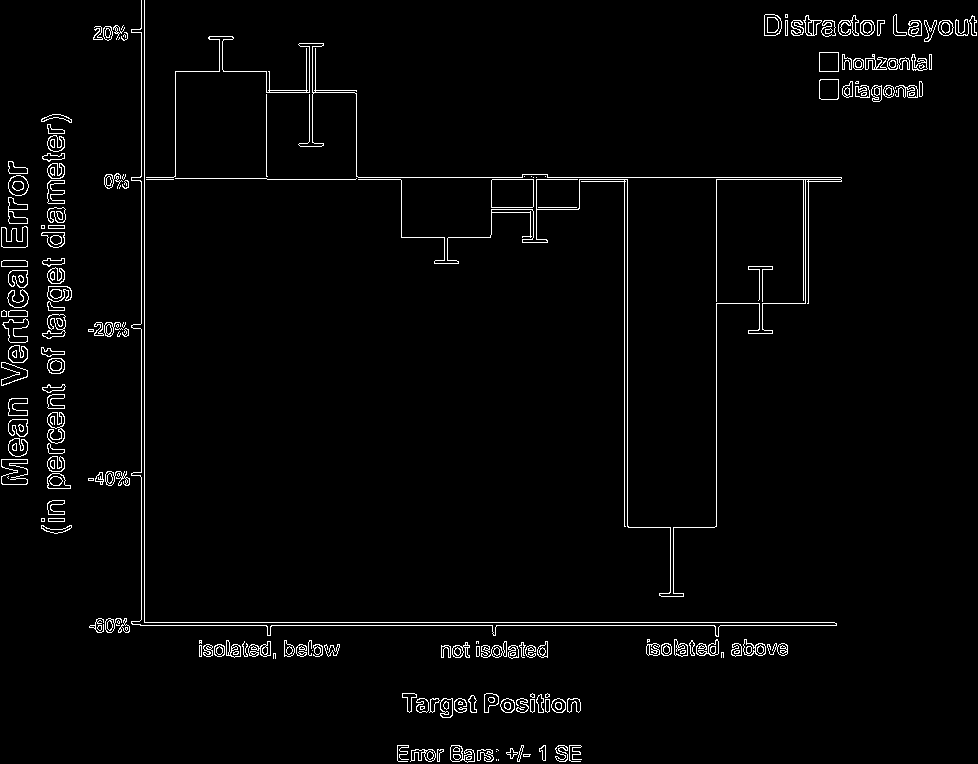 Distractor Layout
horizontal
diagonal
20%
0%
-20%
-40%
-60%
Mean Vertical Error
(in percent of target diameter)
isolated, below
not isolated
isolated, above
Target Position
Error Bars: +/- 1 SE